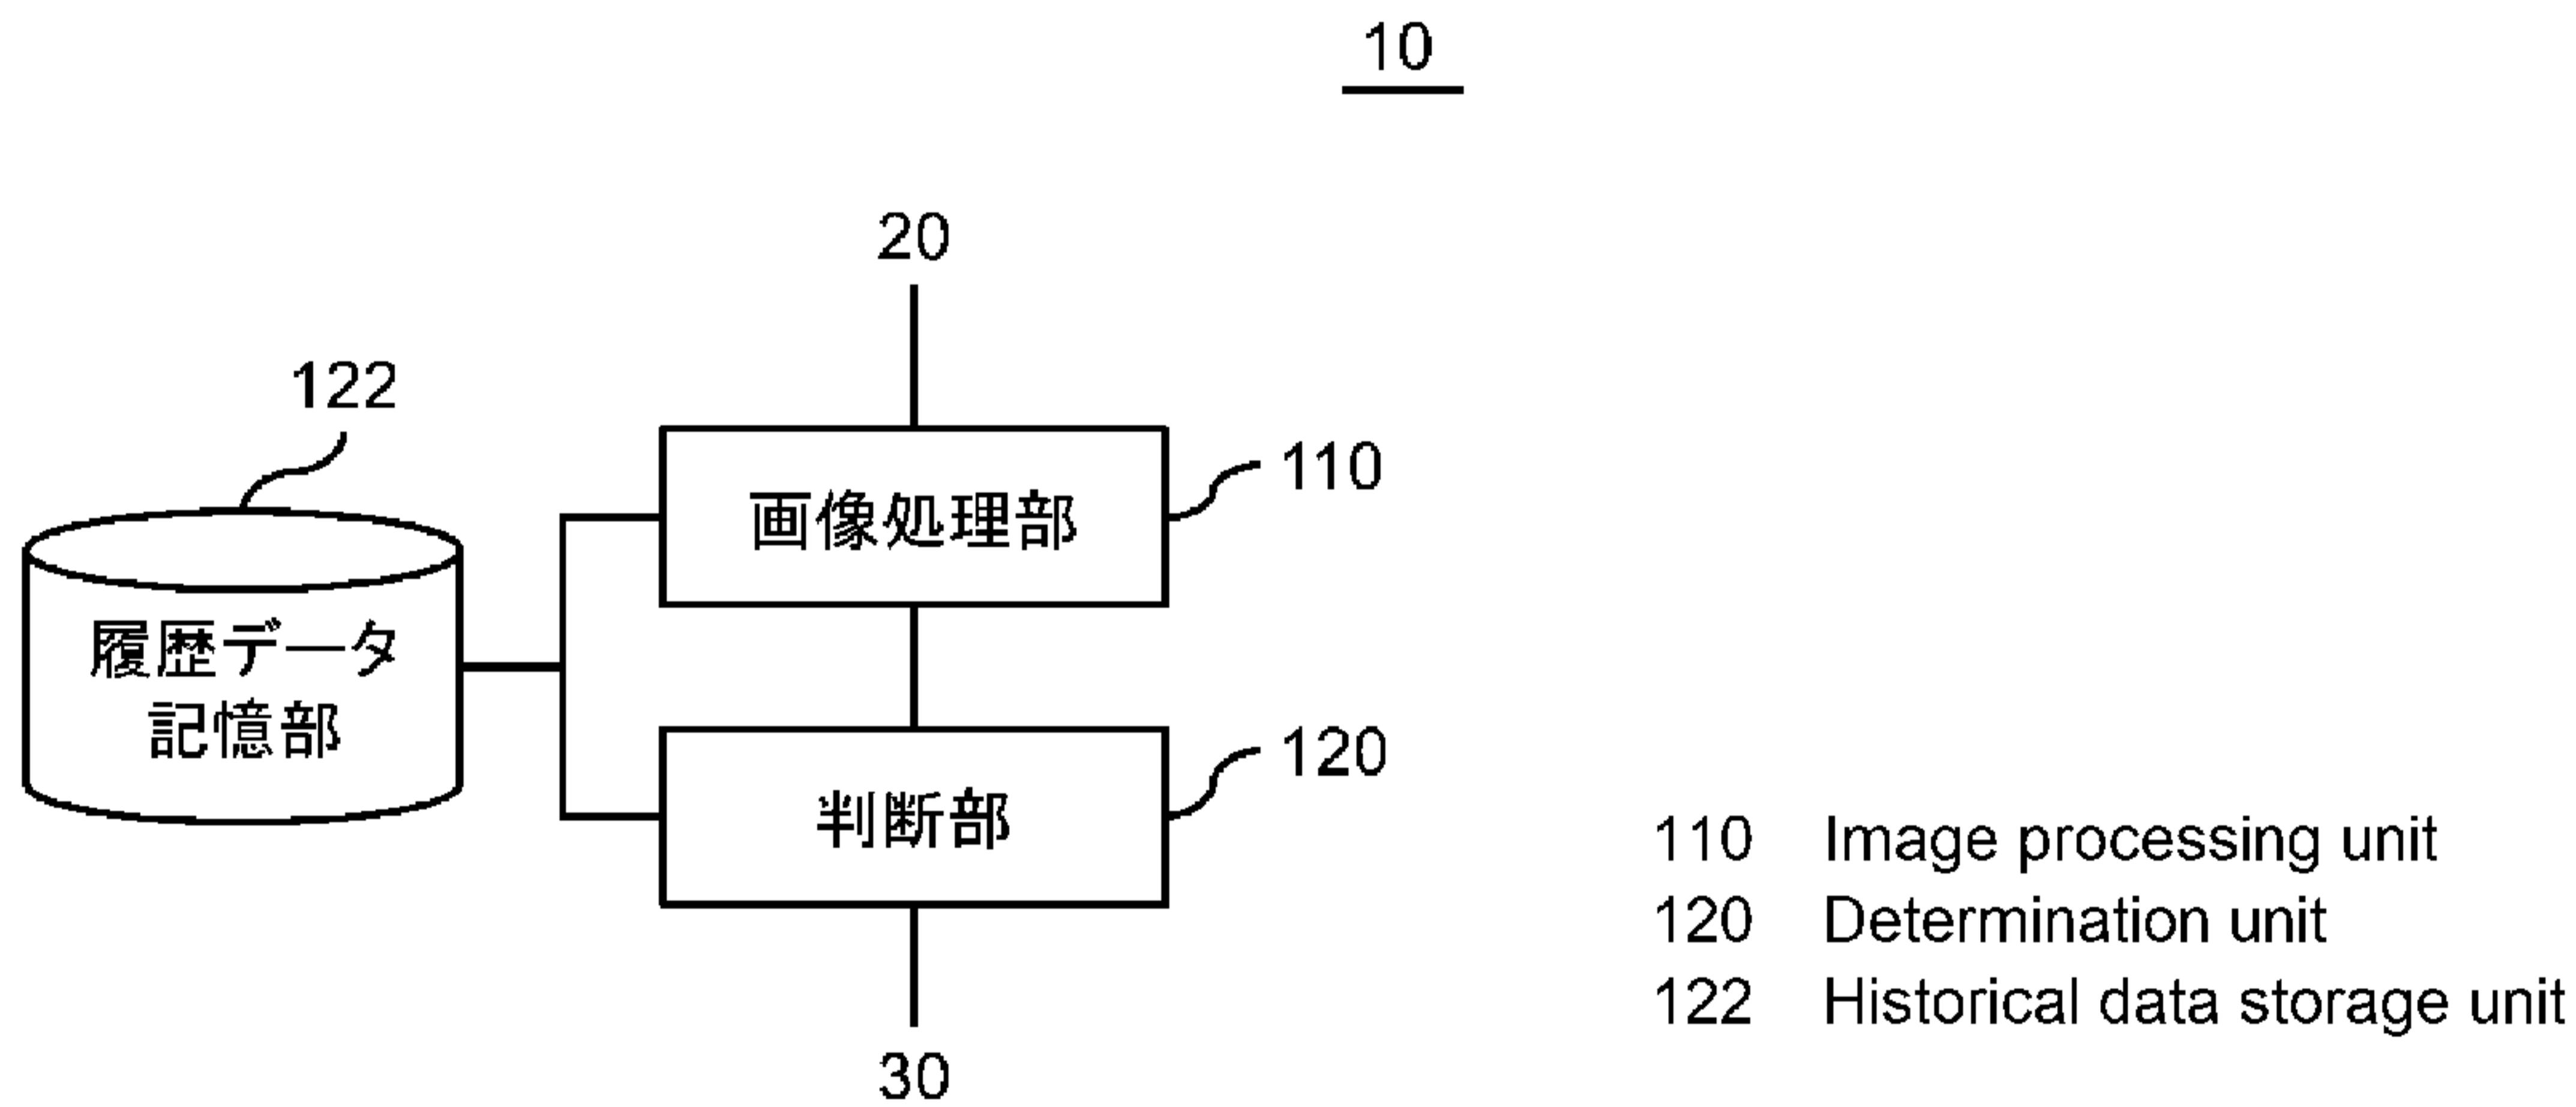 10
20
122
110
画像処理部
履歴データ
記憶部
120
判断部
30
110 Image processing unit
120 Determination unit
122 Historical data storage unit